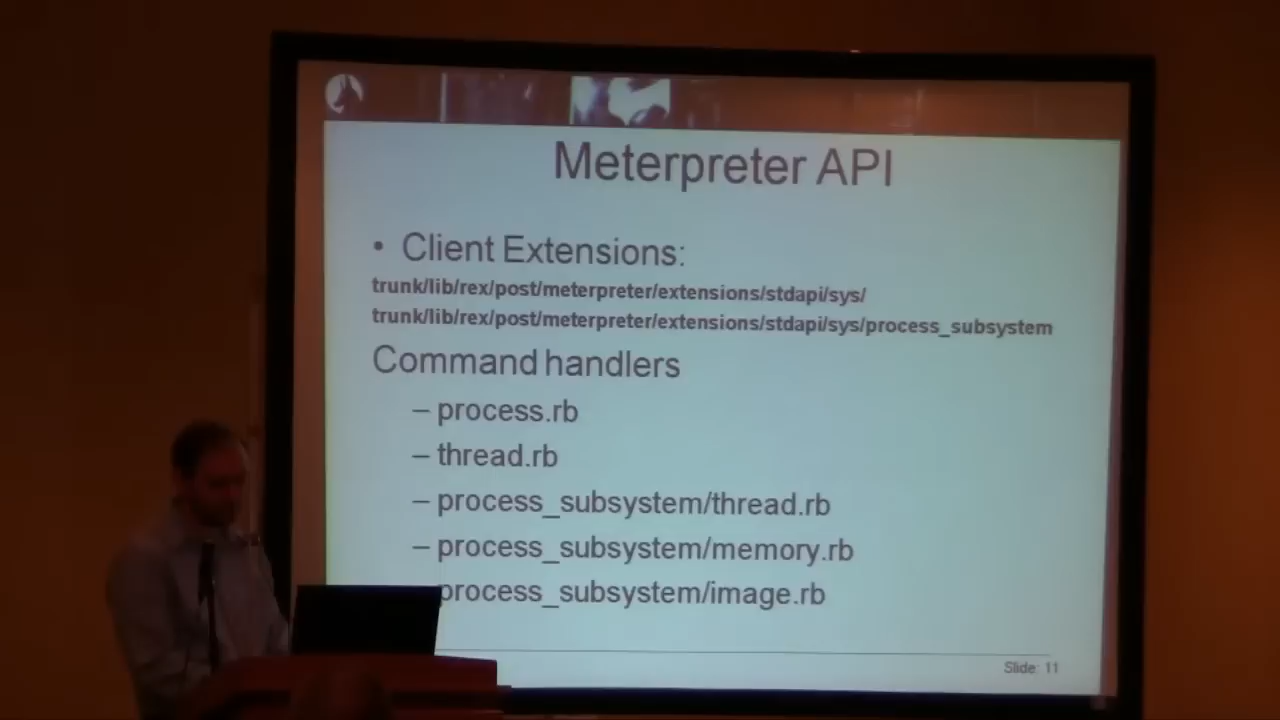 Meterpreter API
• Client Extensions:
trunk/lib/rex/post/meterpreter/extensions/stdapi/sys/
trunk/lib/rex/post/meterpreter/extensions/stdapi/sys/process_subsystem
Command handlers
– process.rb
– thread.rb
– process_subsystem/thread.rb
– process_subsystem/memory.rb
process_subsystem/image.rb
Slide: 11